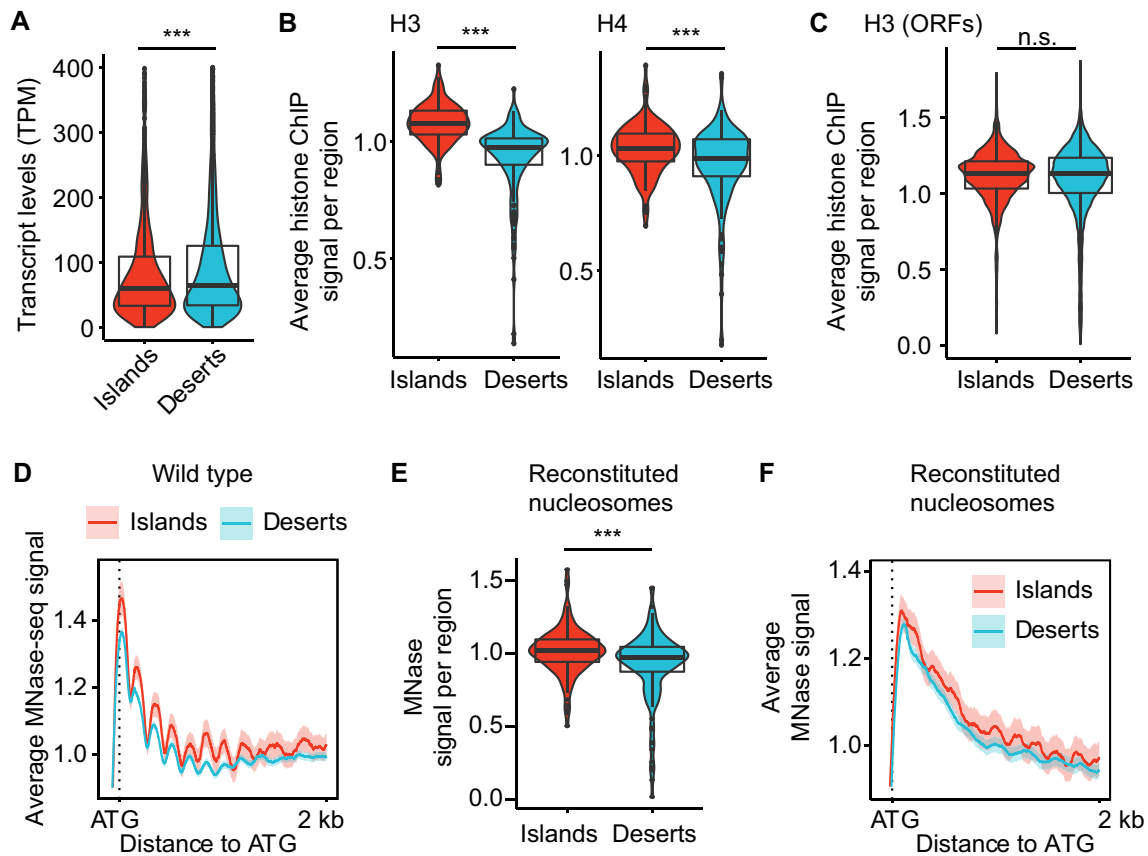 A
***
Transcript levels (TPM)
400
300
200
100
0
Islands
Deserts
B
H3
***
Average histone ChIP
signal per region
1.0
0.5
Islands
Deserts
H4
***
1.0
0.5
Islands
Deserts
C
H3 (ORFs)
n.s.
Average histone ChIP
signal per region
1.5
1.0
0.5
0.0
Islands
Deserts
D
Wild type
Islands
Deserts
Average MNase-seq signal
1.4
1.2
1.0
ATG
2 kb
Distance to ATG
E
Reconstituted
nucleosomes
***
MNase
signal per region
1.5
1.0
0.5
0.0
Islands
Deserts
F
Reconstituted
nucleosomes
Islands
Deserts
Average
MNase signal
1.4
1.2
1.0
ATG
2 kb
Distance to ATG